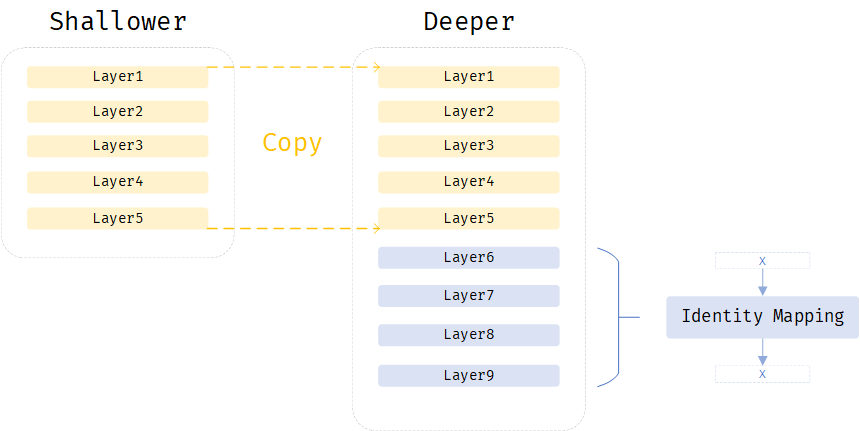 Shallower
Layer1
Layer2
Layer3
Layer4
Layer5
Copy
Deeper
Layer1
Layer2
Layer3
Layer4
Layer5
Layer6
Layer7
Layer8
Layer9
x
Identity Mapping
x